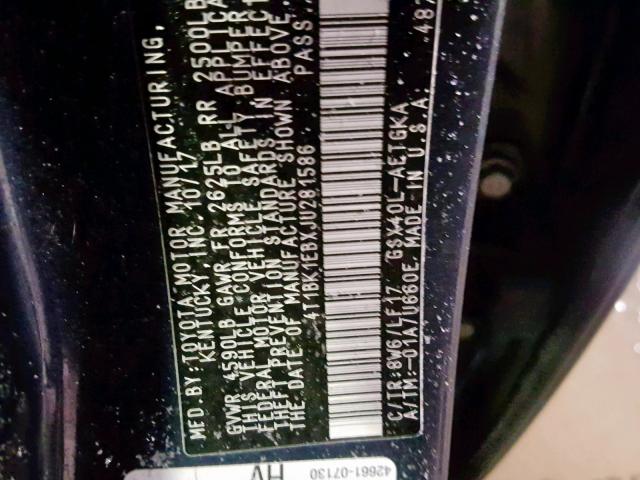 MFD BY: TOYOTA MOTOR MANUFACTURING,
KENTUCKY, INC. 10/17
GVWR 4590LB GAWR FR 2625LB RR 2500LB
THIS VEHICLE CONFORMS TO ALL APPLICA
FEDERAL MOTOR VEHICLE SAFETY, BUMPER,
THEFT PREVENTION STANDARDS IN EFFECT
THE DATE OF MANUFACTURE SHOWN ABOVE.
4T1BK1EBXJU281586 PASS
C/TR: 8W6/LF17 GSX40L-AETGKA
A/TM: -01A/U660E MADE IN U.S.A. 487
42661-07130
HV